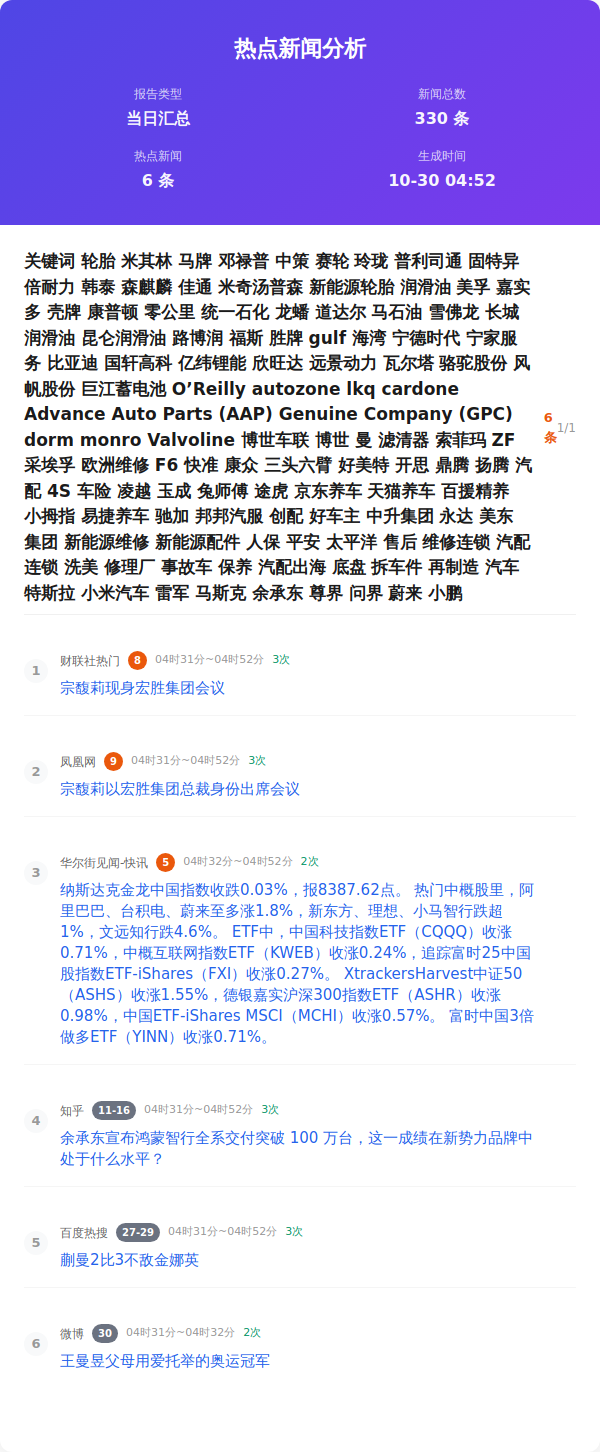 热点新闻分析
报告类型
新闻总数
当日汇总
330 条
热点新闻
生成时间
6 条
10-30 04:52
关键词 轮胎 米其林 马牌 邓禄普 中策 赛轮 玲珑 普利司通 固特异
倍耐力 韩泰 森麒麟 佳通 米奇汤普森 新能源轮胎 润滑油 美孚 嘉实
多 壳牌 康普顿 零公里 统一石化 龙蟠 道达尔 马石油 雪佛龙 长城
润滑油 昆仑润滑油 路博润 福斯 胜牌 gulf 海湾 宁德时代 宁家服
务 比亚迪 国轩高科 亿纬锂能 欣旺达 远景动力 瓦尔塔 骆驼股份 风
帆股份 巨江蓄电池 O’Reilly autozone lkq cardone
Advance Auto Parts (AAP) Genuine Company (GPC)
dorm monro Valvoline 博世车联 博世 曼 滤清器 索菲玛 ZF
采埃孚 欧洲维修 F6 快准 康众 三头六臂 好美特 开思 鼎腾 扬腾 汽
配 4S 车险 凌越 玉成 兔师傅 途虎 京东养车 天猫养车 百援精养
小拇指 易捷养车 驰加 邦邦汽服 创配 好车主 中升集团 永达 美东
集团 新能源维修 新能源配件 人保 平安 太平洋 售后 维修连锁 汽配
连锁 洗美 修理厂 事故车 保养 汽配出海 底盘 拆车件 再制造 汽车
特斯拉 小米汽车 雷军 马斯克 余承东 尊界 问界 蔚来 小鹏
6
条
1/1
1
财联社热门 8 04时31分~04时52分 3次
宗馥莉现身宏胜集团会议
2
凤凰网 9 04时31分~04时52分 3次
宗馥莉以宏胜集团总裁身份出席会议
3
华尔街见闻-快讯 5 04时32分~04时52分 2次
纳斯达克金龙中国指数收跌0.03%，报8387.62点。 热门中概股里，阿
里巴巴、台积电、蔚来至多涨1.8%，新东方、理想、小马智行跌超
1%，文远知行跌4.6%。 ETF中，中国科技指数ETF（CQQQ）收涨
0.71%，中概互联网指数ETF（KWEB）收涨0.24%，追踪富时25中国
股指数ETF-iShares（FXI）收涨0.27%。 XtrackersHarvest中证50
（ASHS）收涨1.55%，德银嘉实沪深300指数ETF（ASHR）收涨
0.98%，中国ETF-iShares MSCI（MCHI）收涨0.57%。 富时中国3倍
做多ETF（YINN）收涨0.71%。
4
知乎 11-16 04时31分~04时52分 3次
余承东宣布鸿蒙智行全系交付突破 100 万台，这一成绩在新势力品牌中
处于什么水平？
5
百度热搜 27-29 04时31分~04时52分 3次
蒯曼2比3不敌金娜英
6
微博 30 04时31分~04时32分 2次
王曼昱父母用爱托举的奥运冠军